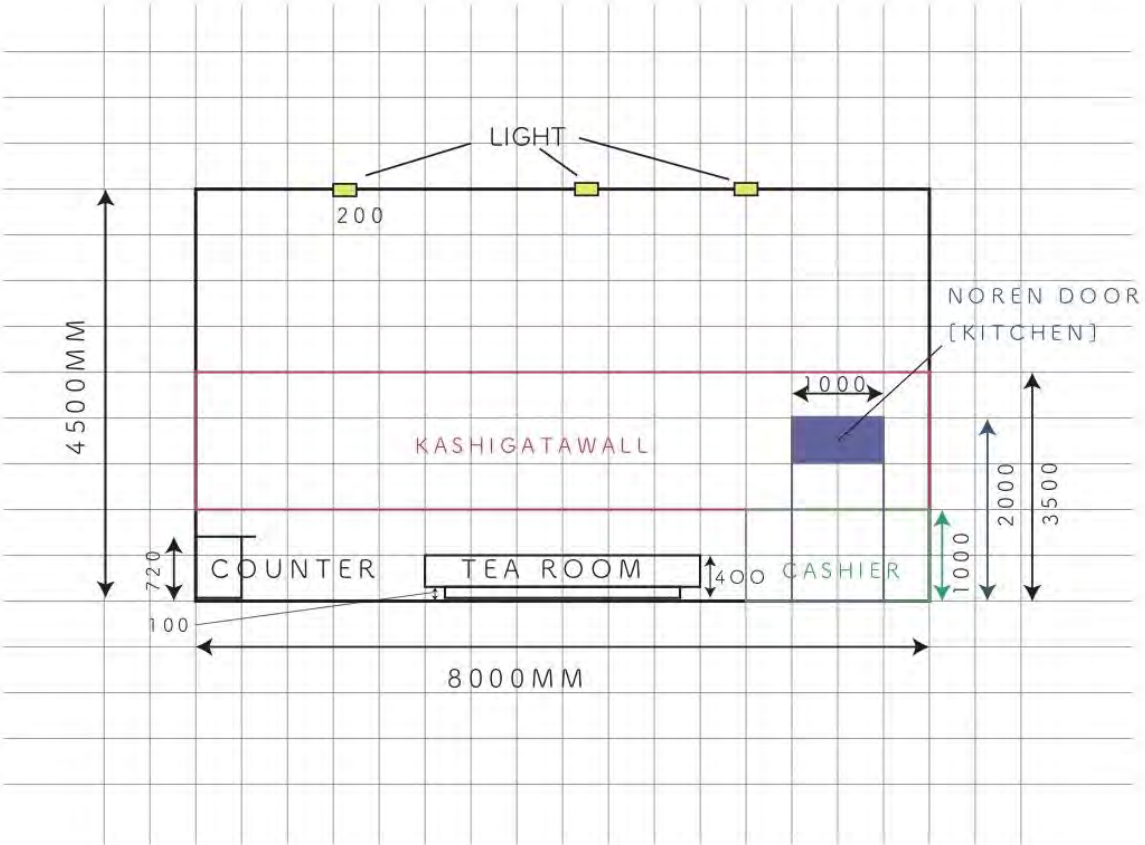 LIGHT
200
NOREN DOOR
[KITCHEN]
4500MM
1000
KASHIGATAWALL
2000
3500
720
COUNTER
TEA ROOM
400
CASHIER
1000
100
8000MM